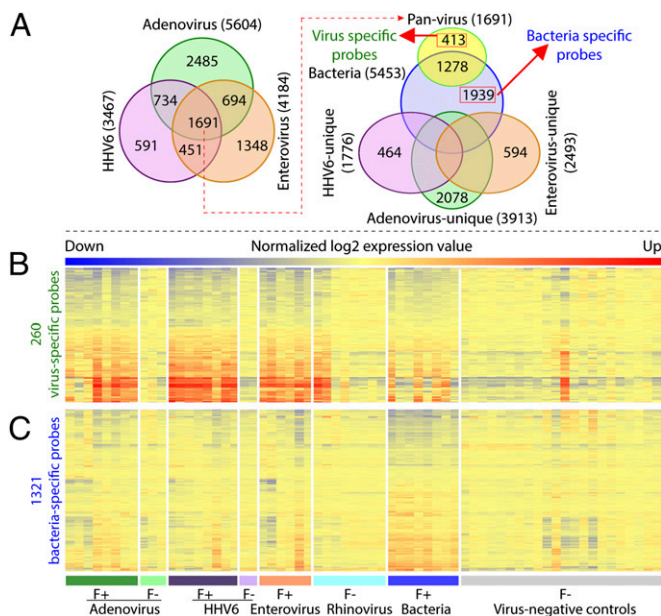 A
Adenovirus (5604)
2485
734
694
1691
591
451
1348
HHV6 (3467)
Enterovirus (4184)
Pan-virus (1691)
Virus specific
probes
413
1278
Bacteria (5453)
Bacteria specific
probes
1939
HHV6-unique
(1776)
464
594
2078
Enterovirus-unique
(2493)
Adenovirus-unique (3913)
Down
Normalized log2 expression value
Up
B
260
virus-specific probes
C
1321
bacteria-specific probes
F+ F- F+ F- F+ F- F+ F-
Adenovirus HHV6 Enterovirus Rhinovirus Bacteria Virus-negative controls